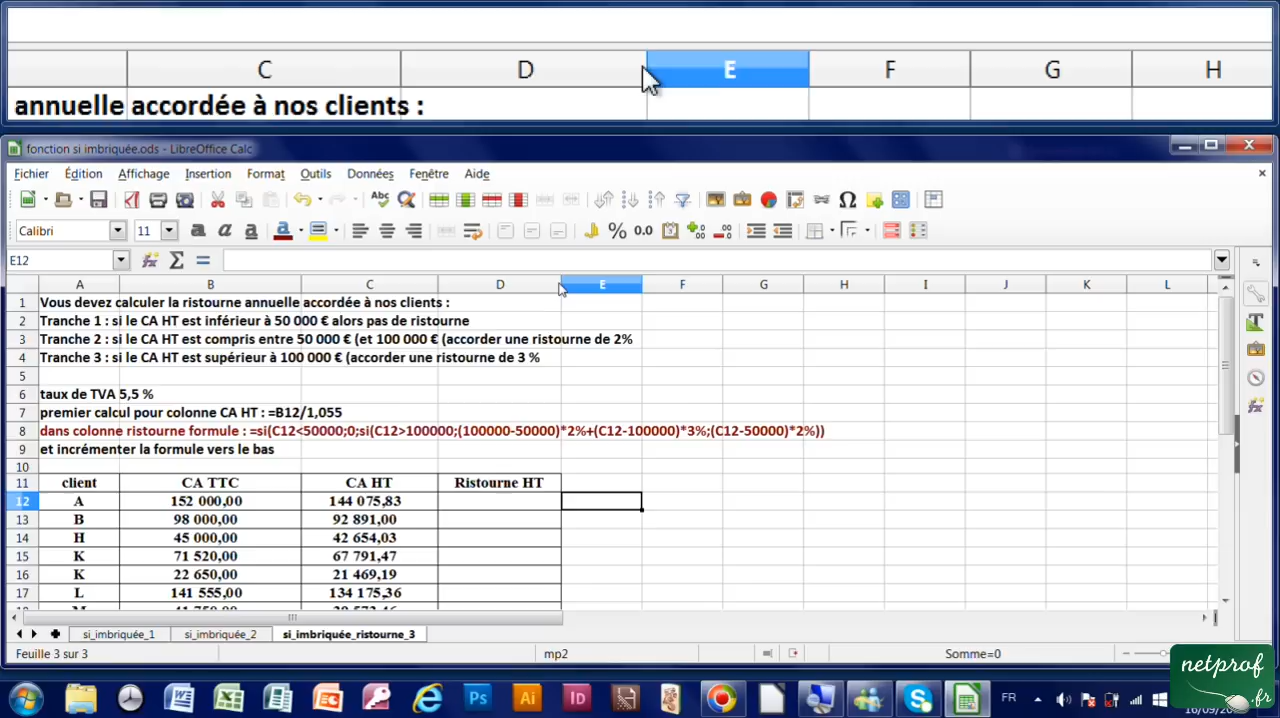 C D E F G H
annuelle accordée à nos clients :
fonction si imbriquée.ods - LibreOffice Calc
Fichier Édition Affichage Insertion Format Outils Données Fenêtre Aide
Calibri 11
E12
A B C D E F G H I J K L
1 Vous devez calculer la ristourne annuelle accordée à nos clients :
2 Tranche 1 : si le CA HT est inférieur à 50 000 € alors pas de ristourne
3 Tranche 2 : si le CA HT est compris entre 50 000 € (et 100 000 € (accorder une ristourne de 2%
4 Tranche 3 : si le CA HT est supérieur à 100 000 € (accorder une ristourne de 3 %
5
6 taux de TVA 5,5 %
7 premier calcul pour colonne CA HT : =B12/1,055
8 dans colonne ristourne formule : =si(C12<50000;0;si(C12>100000;(100000-50000)*2%+(C12-100000)*3%;(C12-50000)*2%))
9 et incrémenter la formule vers le bas
10
11 client CA TTC CA HT Ristourne HT
12 A 152 000,00 144 075,83
13 B 98 000,00 92 891,00
14 H 45 000,00 42 654,03
15 K 71 520,00 67 791,47
16 K 22 650,00 21 469,19
17 L 141 555,00 134 175,36
si_imbriquée_1 si_imbriquée_2 si_imbriquée_ristourne_3
Feuille 3 sur 3 mp2 Somme=0
netprof
.fr
FR